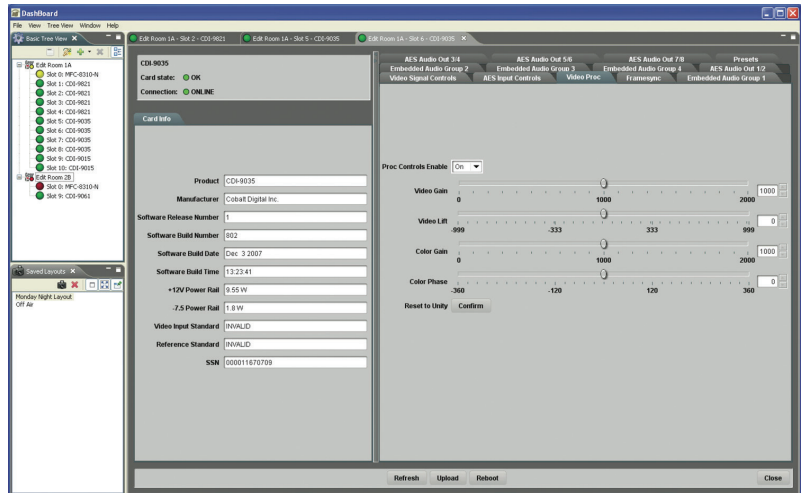 DashBoard
File View Tree View Window Help
Basic Tree View
Edit Room 1A
Slot 0: MFC-8310-N
Slot 1: CDI-9821
Slot 2: CDI-9821
Slot 3: CDI-9821
Slot 4: CDI-9821
Slot 5: CDI-9035
Slot 6: CDI-9035
Slot 7: CDI-9035
Slot 8: CDI-9035
Slot 9: CDI-9015
Slot 10: CDI-9015
Edit Room 2B
Slot 0: MFC-8310-N
Slot 9: CDI-9061
Saved Layouts
Monday Night Layout
Off Air
Edit Room 1A - Slot 2 - CDI-9821
Edit Room 1A - Slot 5 - CDI-9035
Edit Room 1A - Slot 6 - CDI-9035
CDI-9035
Card state: OK
Connection: ONLINE
Card Info
Product CDI-9035
Manufacturer Cobalt Digital Inc.
Software Release Number 1
Software Build Number 802
Software Build Date Dec 3 2007
Software Build Time 13:23:41
+12V Power Rail 9.55 W
-7.5 Power Rail 1.8 W
Video Input Standard INVALID
Reference Standard INVALID
SSN 000011670709
AES Audio Out 3/4 AES Audio Out 5/6 AES Audio Out 7/8 Presets
Embedded Audio Group 2 Embedded Audio Group 3 Embedded Audio Group 4 AES Audio Out 1/2
Video Signal Controls AES Input Controls Video Proc Framesync Embedded Audio Group 1
Proc Controls Enable On
Video Gain 1000
0 1000 2000
Video Lift 0
-999 -333 333 999
Color Gain 1000
0 1000 2000
Color Phase 0
-360 -120 120 360
Reset to Unity Confirm
Refresh Upload Reboot Close